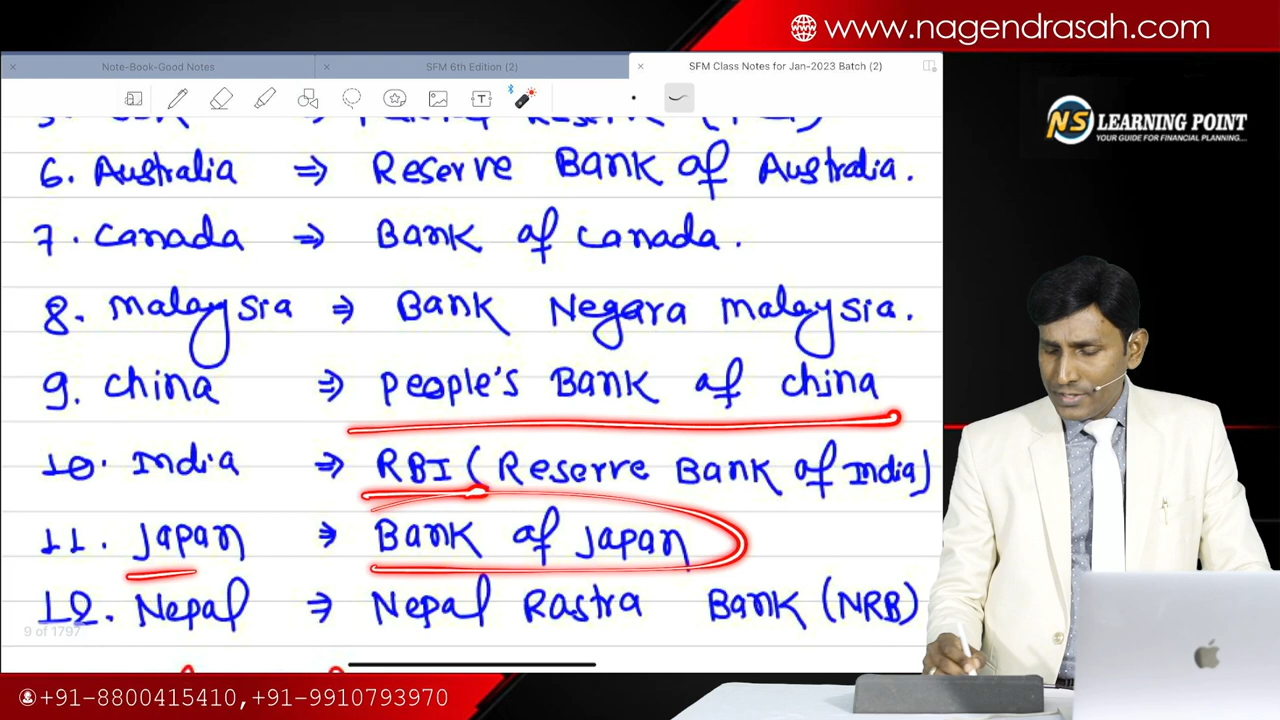 www.nagendrasah.com
Note-Book-Good Notes
SFM 6th Edition (2)
SFM Class Notes for Jan-2023 Batch (2)
NS LEARNING POINT
YOUR GUIDE FOR FINANCIAL PLANNING....
6. Australia ⇒ Reserve Bank of Australia.
7. Canada ⇒ Bank of Canada.
8. Malaysia ⇒ Bank Negara Malaysia.
9. China ⇒ People's Bank of China
10. India ⇒ RBI (Reserve Bank of India)
11. Japan ⇒ Bank of Japan
12. Nepal ⇒ Nepal Rastra Bank (NRB)
9 of 1797
+91-8800415410,+91-9910793970